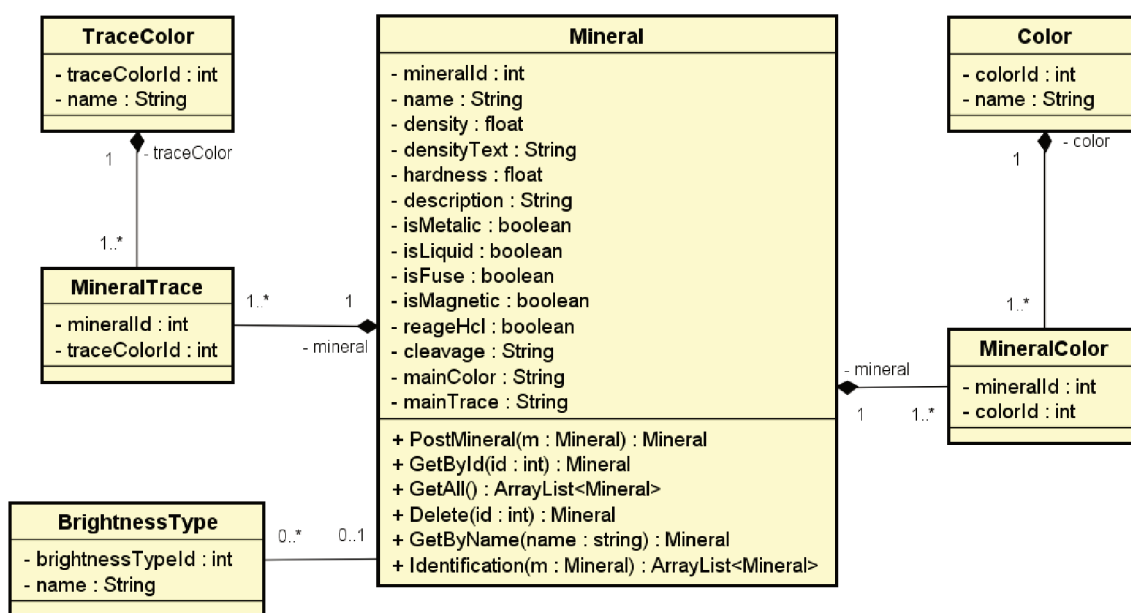 TraceColor
- traceColorId : int
- name : String
1
- traceColor
1..*
MineralTrace
- mineralId : int
- traceColorId : int
1..*
1
- mineral
BrightnessType
- brightnessTypeId : int
- name : String
0..*
0..1
Mineral
- mineralId : int
- name : String
- density : float
- densityText : String
- hardness : float
- description : String
- isMetalic : boolean
- isLiquid : boolean
- isFuse : boolean
- isMagnetic : boolean
- reageHcl : boolean
- cleavage : String
- mainColor : String
- mainTrace : String
+ PostMineral(m : Mineral) : Mineral
+ GetById(id : int) : Mineral
+ GetAll() : ArrayList<Mineral>
+ Delete(id : int) : Mineral
+ GetByName(name : string) : Mineral
+ Identification(m : Mineral) : ArrayList<Mineral>
Color
- colorId : int
- name : String
- color
1
1..*
MineralColor
- mineralId : int
- colorId : int
- mineral
1
1..*